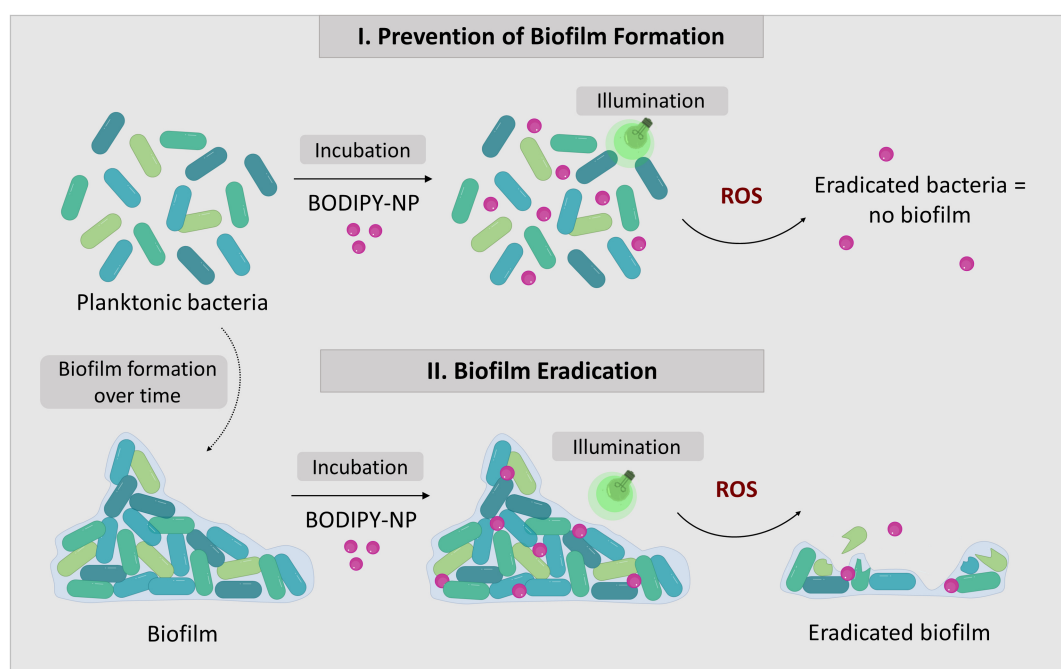 I. Prevention of Biofilm Formation
Illumination
Incubation
BODIPY-NP
ROS
Eradicated bacteria =
no biofilm
Planktonic bacteria
Biofilm formation
over time
II. Biofilm Eradication
Illumination
Incubation
BODIPY-NP
ROS
Biofilm
Eradicated biofilm